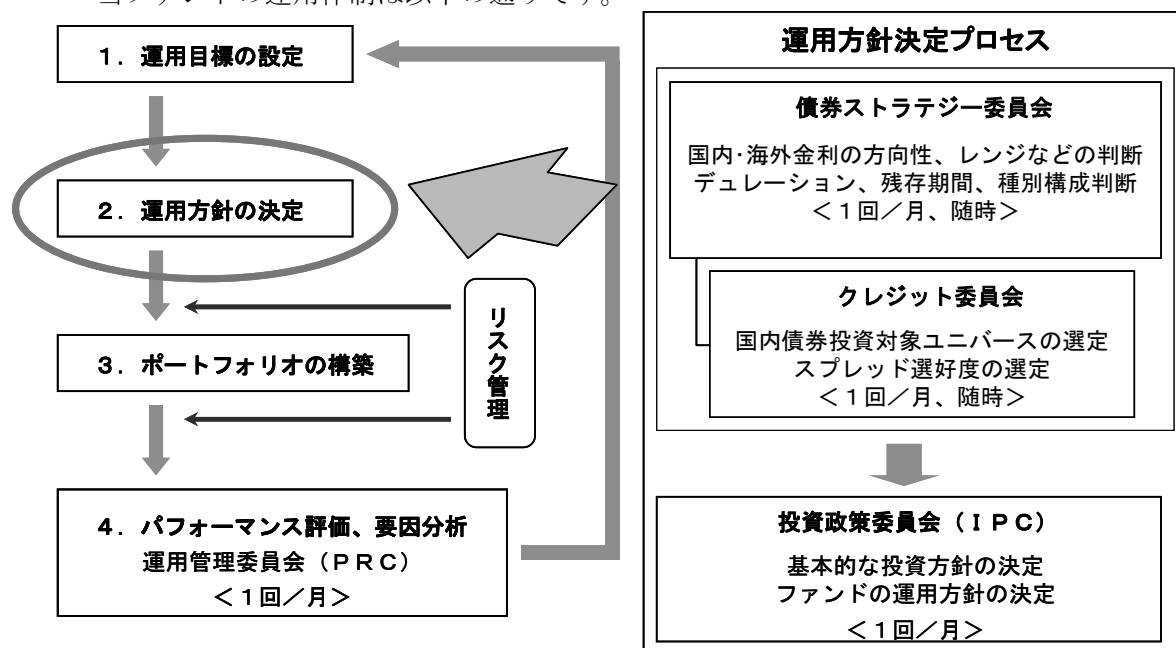 当ファンドの運用体制は以下の通りです。
１．運用目標の設定
２．運用方針の決定
３．ポートフォリオの構築
４．パフォーマンス評価、要因分析
運用管理委員会（ＰＲＣ）
＜１回／月＞
リスク管理
運用方針決定プロセス
債券ストラテジー委員会
国内･海外金利の方向性、レンジなどの判断
デュレーション、残存期間、種別構成判断
＜１回／月、随時＞
クレジット委員会
国内債券投資対象ユニバースの選定
スプレッド選好度の選定
＜１回／月、随時＞
投資政策委員会（ＩＰＣ）
基本的な投資方針の決定
ファンドの運用方針の決定
＜１回／月＞